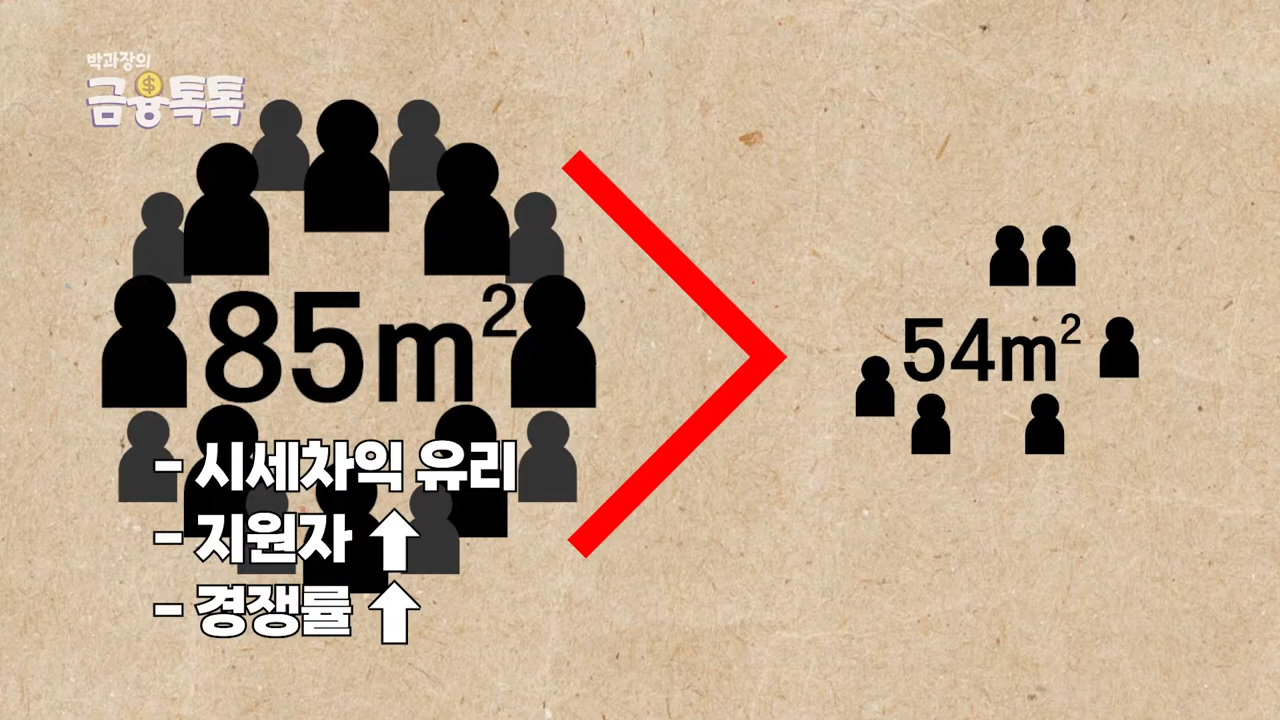 박과장의
금융톡톡
85m²
54m²
- 시세차익 유리
- 지원자 ↑
- 경쟁률 ↑